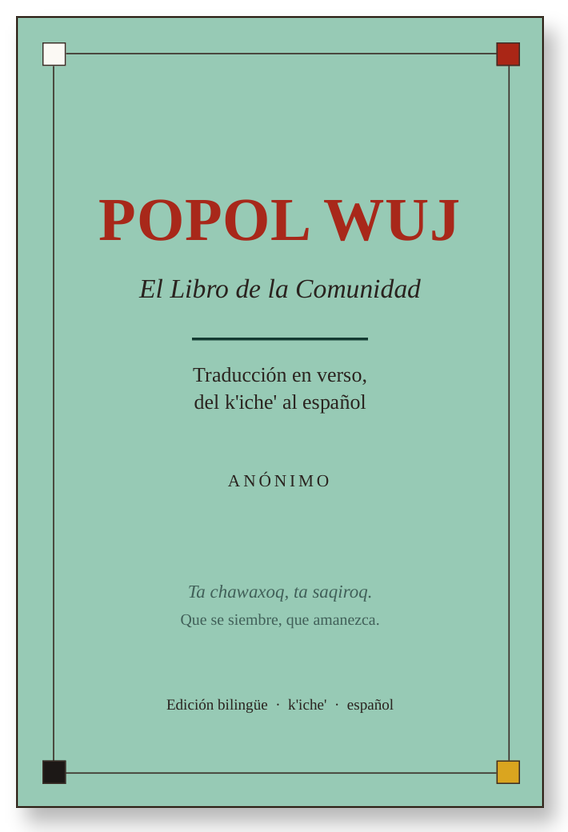 POPOL WUJ
El Libro de la Comunidad
Traducción en verso,
del k'iche' al español
ANÓNIMO
Ta chawaxoq, ta saqiroq.
Que se siembre, que amanezca.
Edición bilingüe · k'iche' · español